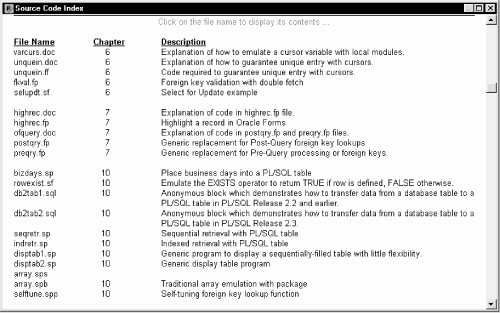 Source Code Index
Click on the file name to display its contents ...
File Name Chapter Description
varcurs.doc 6 Explanation of how to emulate a cursor variable with local modules.
unquein.doc 6 Explanation of how to guarantee unique entry with cursors.
unquein.ff 6 Code required to guarantee unique entry with cursors.
fkval.fp 6 Foreign key validation with double fetch
selupdt.sf 6 Select for Update example
highrec.doc 7 Explanation of code in highrec.fp file.
highrec.fp 7 Highlight a record in Oracle Forms
ofquery.doc 7 Explanation of code in postqry.fp and preqry.fp files.
postqry.fp 7 Generic replacement for Post-Query foreign key lookups
preqry.fp 7 Generic replacement for Pre-Query processing or foreign keys.
bizdays.sp 10 Place business days into a PL/SQL table
rowexist.sf 10 Emulate the EXISTS operator to return TRUE if row is defined, FALSE otherwise.
db2tab1.sql 10 Anonymous block which demonstrates how to transfer data from a database table to a
PL/SQL table in PL/SQL Release 2.2 and earlier.
db2tab2.sql 10 Anonymous block which demonstrates how to transfer data from a database table to a
PL/SQL table in PL/SQL Release 2.3.
seqretr.sp 10 Sequential retrieval with PL/SQL table
indretr.sp 10 Indexed retrieval with PL/SQL table
disptab1.sp 10 Generic program to display a sequentially-filled table with little flexibility.
disptab2.sp 10 Generic display table program
array.sps
array.spb 10 Traditional array emulation with package
selftune.spp 10 Self-tuning foreign key lookup function